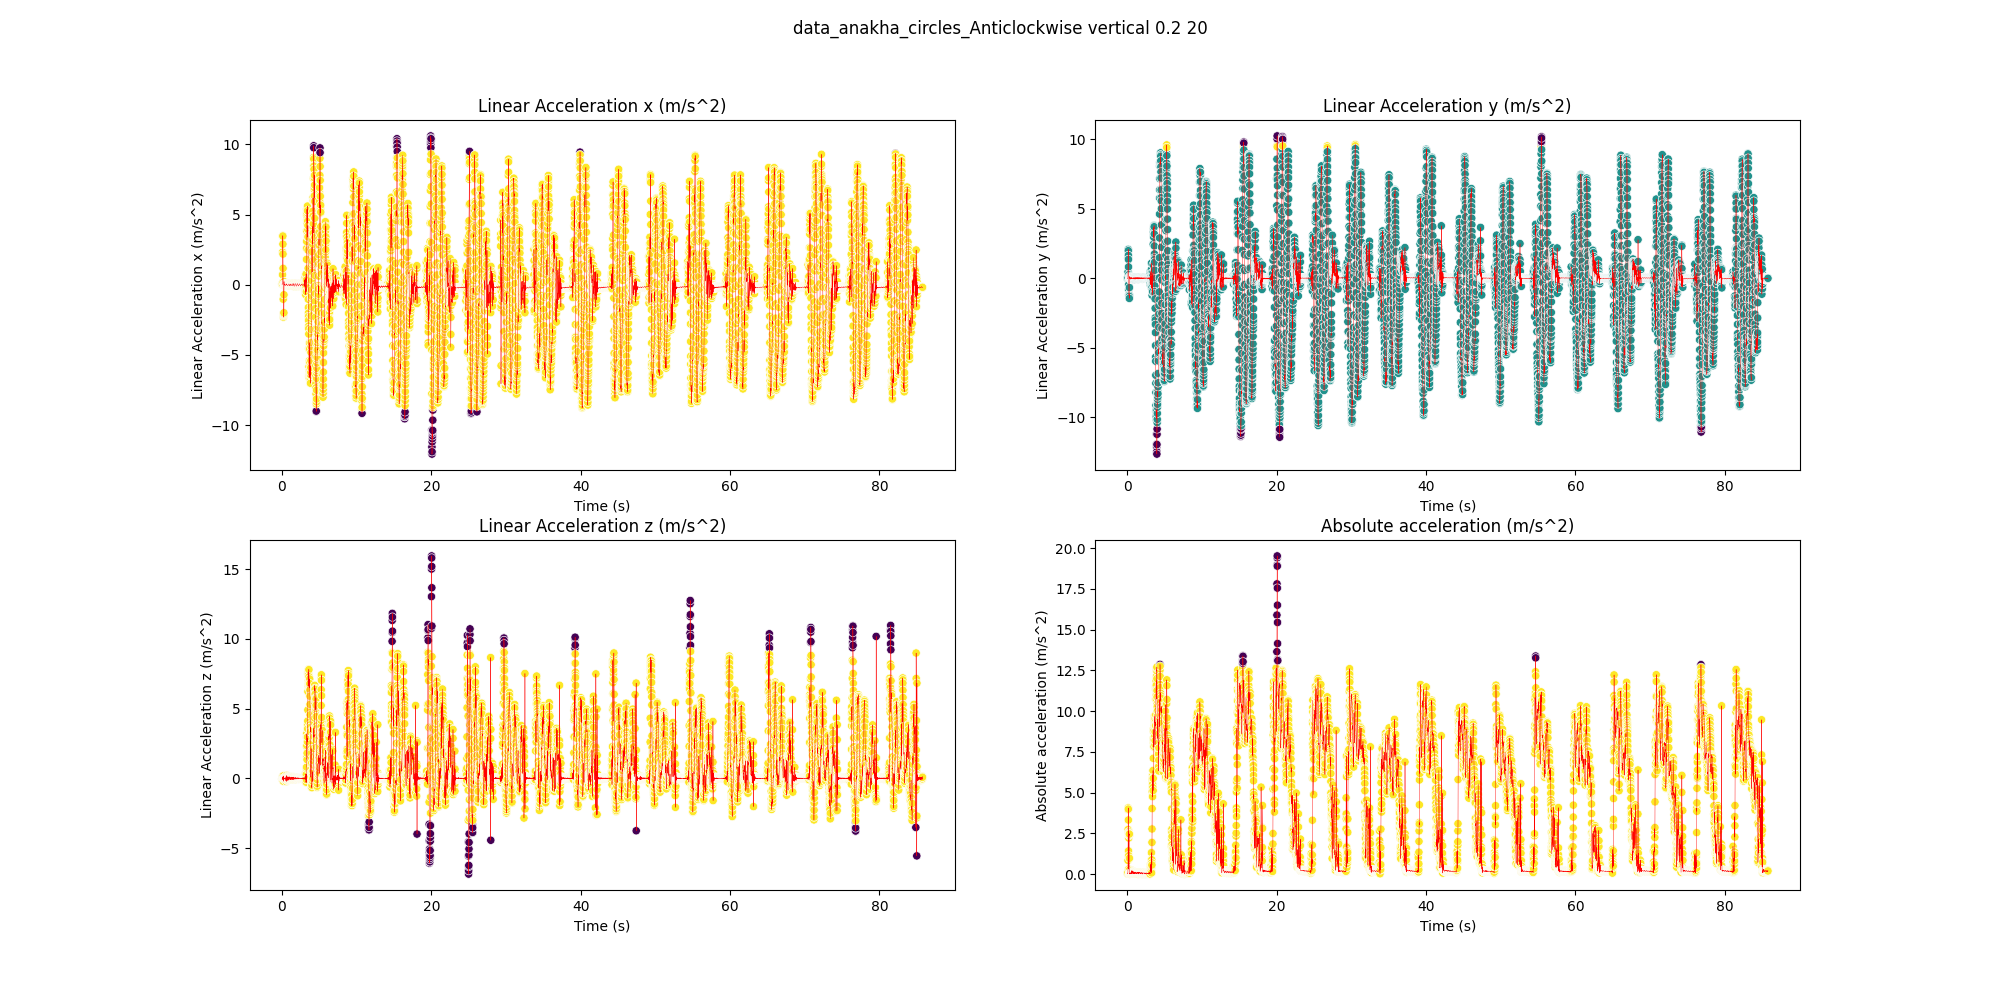 data_anakha_circles_Anticlockwise vertical 0.2 20
Linear Acceleration x (m/s^2)
Linear Acceleration x (m/s^2)
10
5
0
−5
−10
0 20 40 60 80
Time (s)
Linear Acceleration y (m/s^2)
Linear Acceleration y (m/s^2)
10
5
0
−5
−10
0 20 40 60 80
Time (s)
Linear Acceleration z (m/s^2)
Linear Acceleration z (m/s^2)
15
10
5
0
−5
0 20 40 60 80
Time (s)
Absolute acceleration (m/s^2)
Absolute acceleration (m/s^2)
20.0
17.5
15.0
12.5
10.0
7.5
5.0
2.5
0.0
0 20 40 60 80
Time (s)